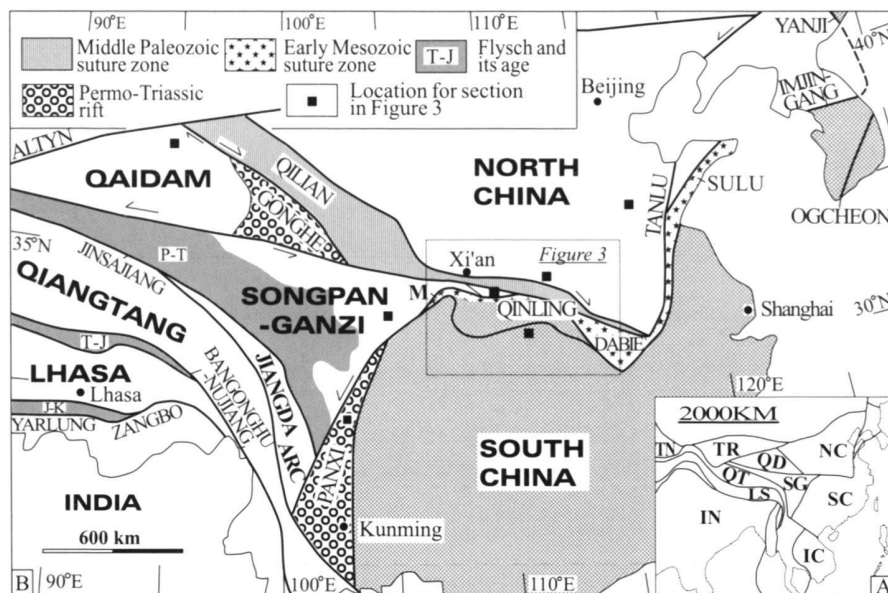 90°E
100°E
110°E
YANJI
40°N
Middle Paleozoic
suture zone
Early Mesozoic
suture zone
T-J
Flysch and
its age
Permo-Triassic
rift
Location for section
in Figure 3
Beijing
IMJIN-
GANG
ALTYN
QAIDAM
QILIAN
GONGHE
NORTH
CHINA
TANLU
SULU
OGCHEON
35°N
P-T
JINSAJIANG
QIANGTANG
SONGPAN
-GANZI
Xi'an
Figure 3
M
QINLING
DABIE
Shanghai
30°N
T-J
LHASA
Lhasa
J-K
YARLUNG
ZANGBO
BANGONGHU
-NUJIANG
JIANGDA ARC
PANXI
SOUTH
CHINA
120°E
INDIA
Kunming
600 km
2000KM
TN
TR
QD
NC
QT
SG
LS
SC
IN
IC
B
90°E
100°E
110°E
A